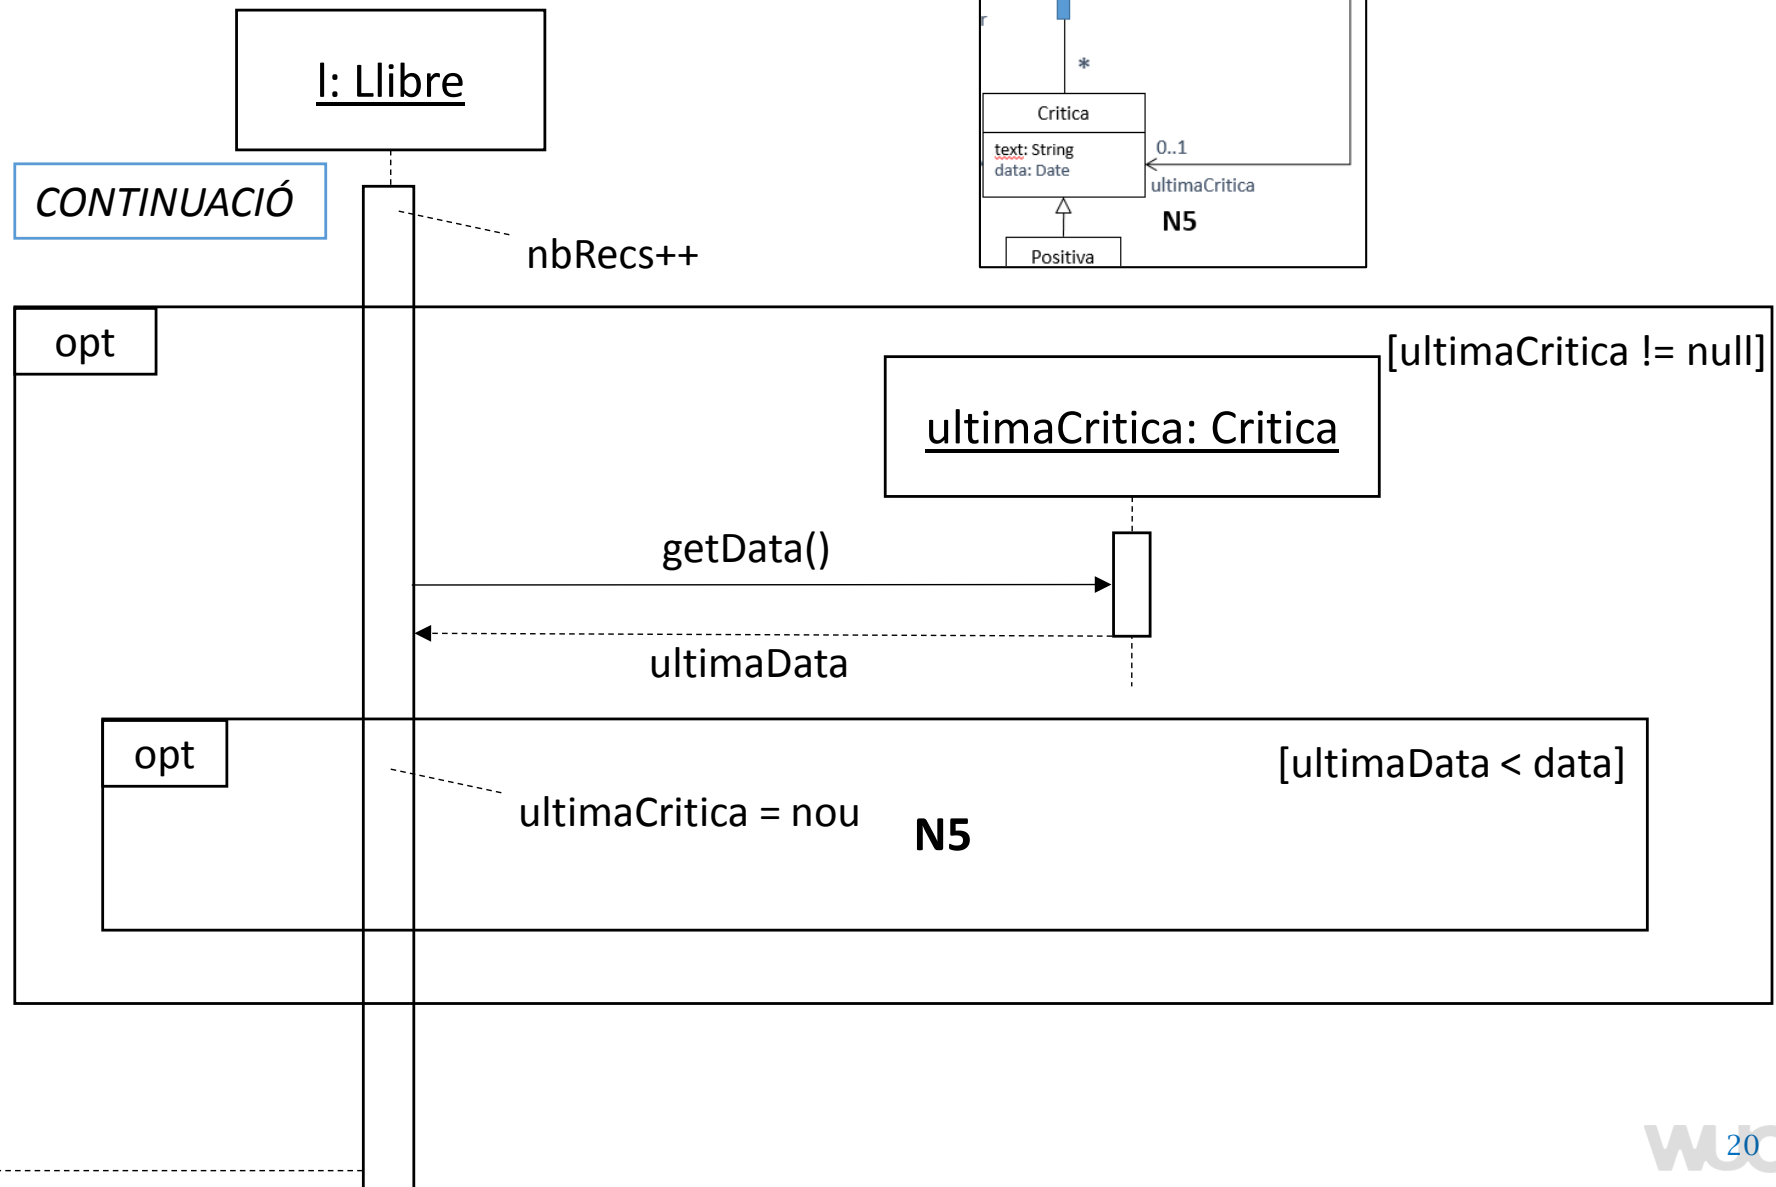 l: Llibre
r
*
Critica
text: String
data: Date
0..1
ultimaCritica
N5
Positiva
CONTINUACIÓ
nbRecs++
opt
[ultimaCritica != null]
ultimaCritica: Critica
getData()
ultimaData
opt
[ultimaData < data]
ultimaCritica = nou
N5
20